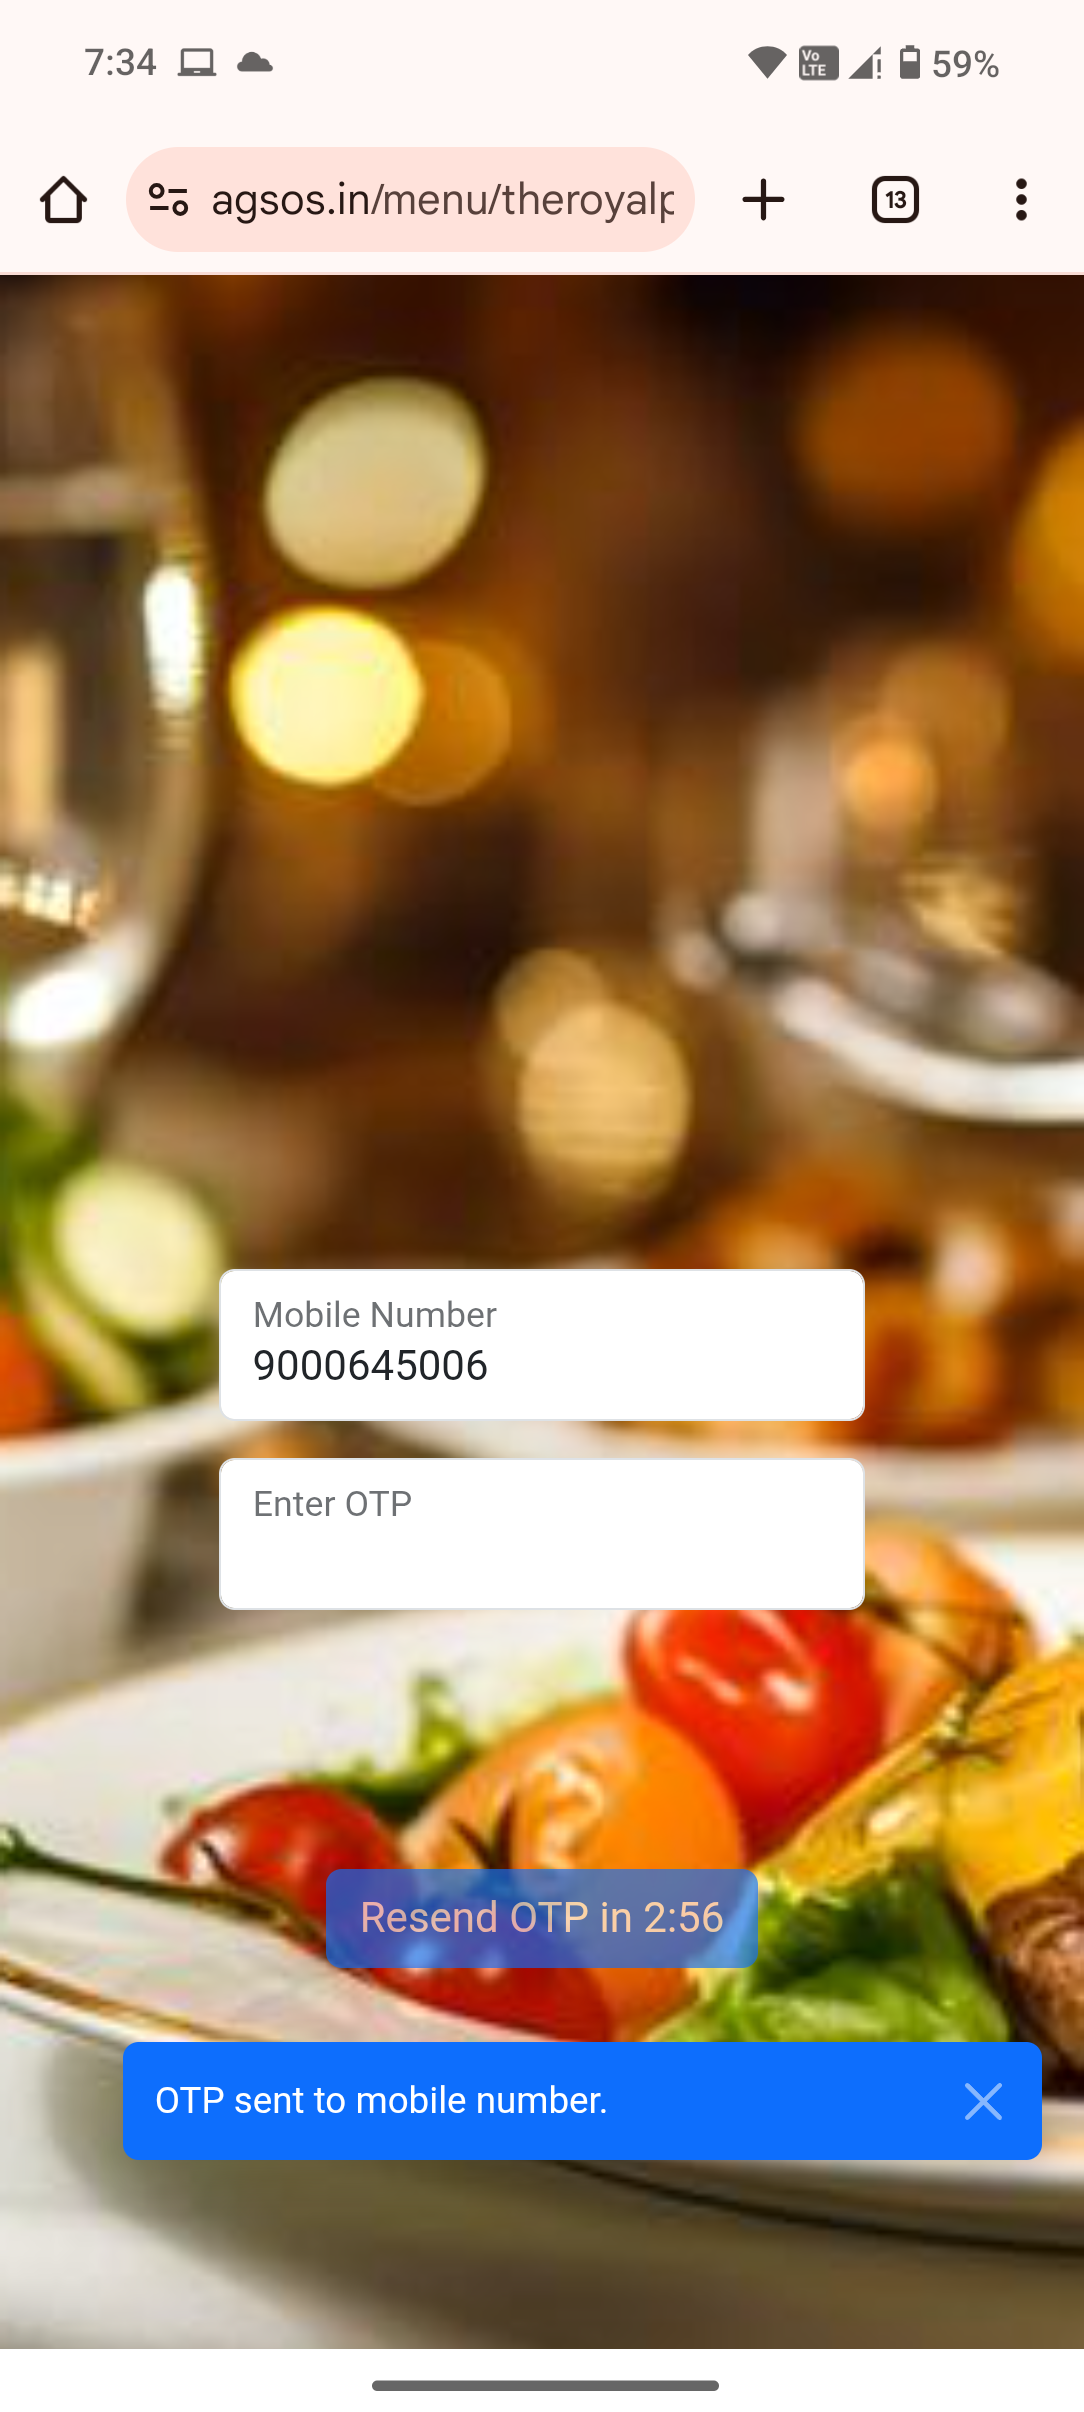 7:34
Vo LTE
59%
agsos.in/menu/theroyalp
13
Mobile Number
9000645006
Enter OTP
Resend OTP in 2:56
OTP sent to mobile number.